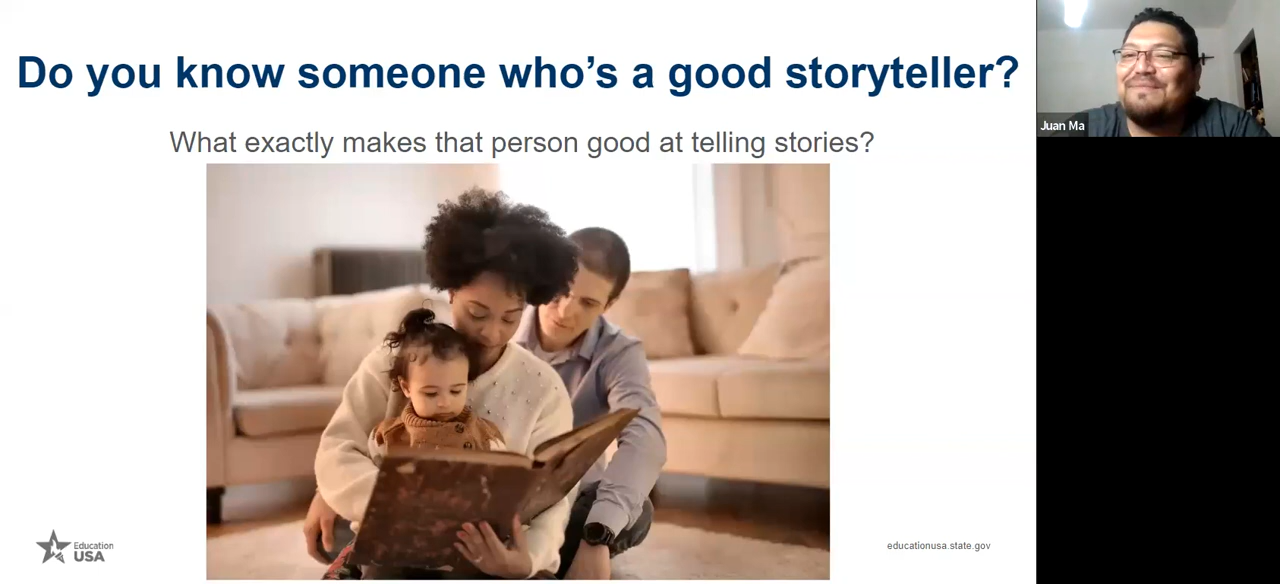 Do you know someone who's a good storyteller?
What exactly makes that person good at telling stories?
Juan Ma
Education
USA
educationusa.state.gov